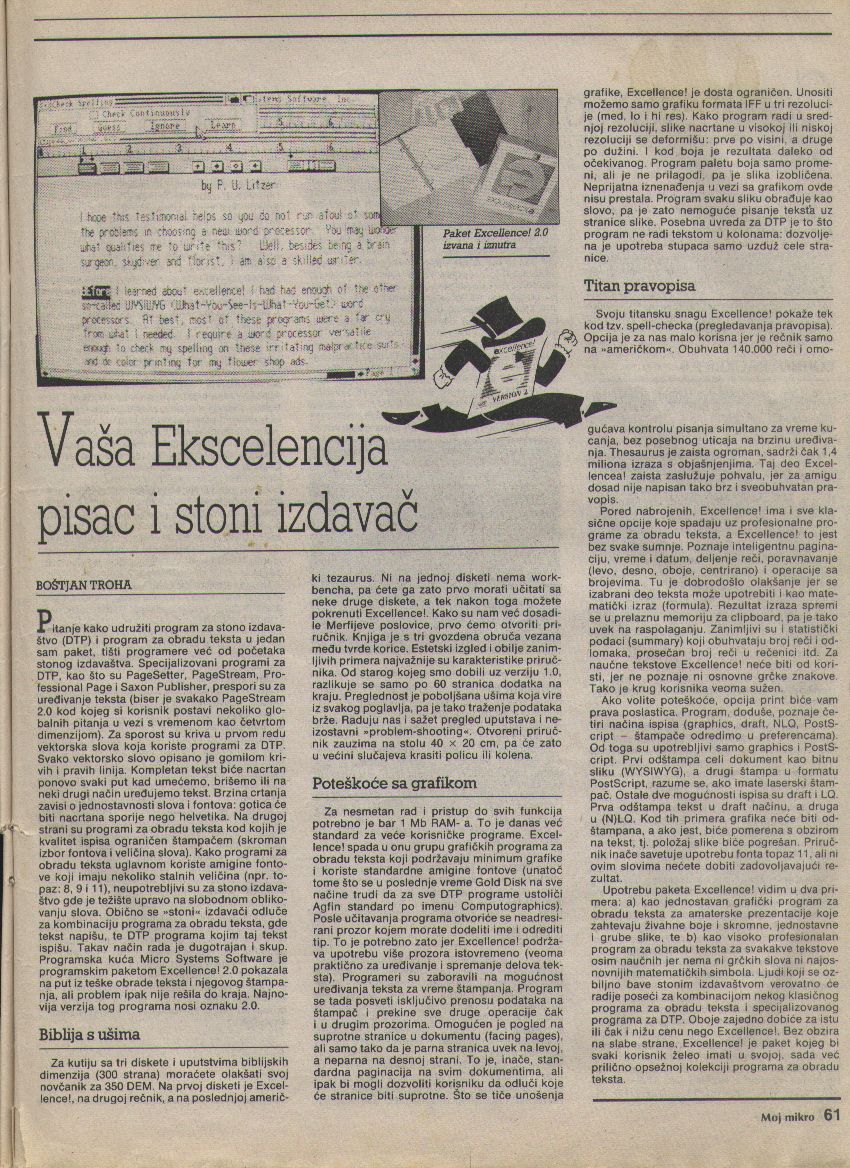 Check Spelling
Systems Software Inc.
Check Continuously
Find Guess Ignore Learn
by P. U. Litzer
I hope this testimonial helps so you do not run afoul of some
the problems in choosing a new word processor. You may wonder
what qualities me to write this? Well, besides being a brain
surgeon, skydiver and florist, I am also a skilled writer.
Before I learned about excellence! I had had enough of the other
so-called WYSIWYG (What-You-See-Is-What-You-Get) word
processors. At best, most of these programs were a far cry
from what I needed. I require a word processor versatile
enough to check my spelling on these irritating malpractice suits
and do color printing for my flower shop ads.
Page 1
Paket Excellence! 2.0
izvana i iznutra
excellence!
VERSION 2
Vaša Ekscelencija
pisac i stoni izdavač
BOŠTJAN TROHA
Pitanje kako udružiti program za stono izdava-
štvo (DTP) i program za obradu teksta u jedan
sam paket, tišti programere već od početaka
stonog izdavaštva. Specijalizovani programi za
DTP, kao što su PageSetter, PageStream, Pro-
fessional Page i Saxon Publisher, prespori su za
uređivanje teksta (biser je svakako PageStream
2.0 kod kojeg si korisnik postavi nekoliko glo-
balnih pitanja u vezi s vremenom kao četvrtom
dimenzijom). Za sporost su kriva u prvom redu
vektorska slova koja koriste programi za DTP.
Svako vektorsko slovo opisano je gomilom kri-
vih i pravih linija. Kompletan tekst biće nacrtan
ponovo svaki put kad umećemo, brišemo ili na
neki drugi način uređujemo tekst. Brzina crtanja
zavisi o jednostavnosti slova i fontova: gotica će
biti nacrtana sporije nego helvetika. Na drugoj
strani su programi za obradu teksta kod kojih je
kvalitet ispisa ograničen štampačem (skroman
izbor fontova i veličina slova). Kako programi za
obradu teksta uglavnom koriste amigine fonto-
ve koji imaju nekoliko stalnih veličina (npr. to-
paz: 8, 9 i 11), neupotrebljivi su za stono izdava-
štvo gde je težište upravo na slobodnom obliko-
vanju slova. Obično se »stoni« izdavači odluče
za kombinaciju programa za obradu teksta, gde
tekst napišu, te DTP programa kojim taj tekst
ispišu. Takav način rada je dugotrajan i skup.
Programska kuća Micro Systems Software je
programskim paketom Excellence! 2.0 pokazala
na put iz teške obrade teksta i njegovog štampa-
nja, ali problem ipak nije rešila do kraja. Najno-
vija verzija tog programa nosi oznaku 2.0.
Biblija s ušima
Za kutiju sa tri diskete i uputstvima biblijskih
dimenzija (300 strana) moraćete olakšati svoj
novčanik za 350 DEM. Na prvoj disketi je Excel-
lence!, na drugoj rečnik, a na poslednjoj američ-
ki tezaurus. Ni na jednoj disketi nema work-
bencha, pa ćete ga zato prvo morati učitati sa
neke druge diskete, a tek nakon toga možete
pokrenuti Excellence!. Kako su nam već dosadi-
le Merfijeve poslovice, prvo ćemo otvoriti pri-
ručnik. Knjiga je s tri gvozdena obruča vezana
među tvrde korice. Estetski izgled i obilje zanim-
ljivih primera najvažnije su karakteristike priruč-
nika. Od starog kojeg smo dobili uz verziju 1.0,
razlikuje se samo po 60 stranica dodatka na
kraju. Preglednost je poboljšana ušima koja vire
iz svakog poglavlja, pa je tako traženje podataka
brže. Raduju nas i sažet pregled uputstava i ne-
izostavni »problem-shooting«. Otvoreni priruč-
nik zauzima na stolu 40 × 20 cm, pa će zato
u većini slučajeva krasiti policu ili kolena.
Poteškoće sa grafikom
Za nesmetan rad i pristup do svih funkcija
potrebno je bar 1 Mb RAM- a. To je danas već
standard za veće korisničke programe. Excel-
lence! spada u onu grupu grafičkih programa za
obradu teksta koji podržavaju minimum grafike
i koriste standardne amigine fontove (unatoč
tome što se u poslednje vreme Gold Disk na sve
načine trudi da za sve DTP programe ustoliči
Agfin standard po imenu Computographics).
Posle učitavanja programa otvoriće se neadresi-
rani prozor kojem morate dodeliti ime i odrediti
tip. To je potrebno zato jer Excellence! podrža-
va upotrebu više prozora istovremeno (veoma
praktično za uređivanje i spremanje delova tek-
sta). Programeri su zaboravili na mogućnost
uređivanja teksta za vreme štampanja. Program
se tada posveti isključivo prenosu podataka na
štampač i prekine sve druge operacije čak
i u drugim prozorima. Omogućen je pogled na
suprotne stranice u dokumentu (facing pages),
ali samo tako da je parna stranica uvek na levoj,
a neparna na desnoj strani. To je, inače, stan-
dardna paginacija na svim dokumentima, ali
ipak bi mogli dozvoliti korisniku da odluči koje
će stranice biti suprotne. Što se tiče unošenja
grafike, Excellence! je dosta ograničen. Unositi
možemo samo grafiku formata IFF u tri rezoluci-
je (med, lo i hi res). Kako program radi u sred-
njoj rezoluciji, slike nacrtane u visokoj ili niskoj
rezoluciji se deformišu: prve po visini, a druge
po dužini. I kod boja je rezultata daleko od
očekivanog. Program paletu boja samo prome-
ni, ali je ne prilagodi, pa je slika izobličena.
Neprijatna iznenađenja u vezi sa grafikom ovde
nisu prestala. Program svaku sliku obrađuje kao
slovo, pa je zato nemoguće pisanje teksta uz
stranice slike. Posebna uvreda za DTP je to što
program ne radi tekstom u kolonama: dozvolje-
na je upotreba stupaca samo uzduž cele stra-
nice.
Titan pravopisa
Svoju titansku snagu Excellence! pokaže tek
kod tzv. spell-checka (pregledavanja pravopisa).
Opcija je za nas malo korisna jer je rečnik samo
na »američkom«. Obuhvata 140.000 reči i omo-
gućava kontrolu pisanja simultano za vreme ku-
canja, bez posebnog uticaja na brzinu uređiva-
nja. Thesaurus je zaista ogroman, sadrži čak 1,4
miliona izraza s objašnjenjima. Taj deo Excel-
lencea! zaista zaslužuje pohvalu, jer za amigu
dosad nije napisan tako brz i sveobuhvatan pra-
vopis.
Pored nabrojenih, Excellence! ima i sve kla-
sične opcije koje spadaju uz profesionalne pro-
grame za obradu teksta, a Excellence! to jest
bez svake sumnje. Poznaje inteligentnu pagina-
ciju, vreme i datum, deljenje reči, poravnavanje
(levo, desno, oboje, centrirano) i operacije sa
brojevima. Tu je dobrodošlo olakšanje jer se
izabrani deo teksta može upotrebiti i kao mate-
matički izraz (formula). Rezultat izraza spremi
se u prelaznu memoriju za clipboard, pa je tako
uvek na raspolaganju. Zanimljivi su i statistički
podaci (summary) koji obuhvataju broj reči i od-
lomaka, prosečan broj reči u rečenici itd. Za
naučne tekstove Excellence! neće biti od kori-
sti, jer ne poznaje ni osnovne grčke znakove.
Tako je krug korisnika veoma sužen.
Ako volite poteškoće, opcija print biće vam
prava poslastica. Program, doduše, poznaje če-
tiri načina ispisa (graphics, draft, NLQ, PostS-
cript – štampače odredimo u preferencama).
Od toga su upotrebljivi samo graphics i PostS-
cript. Prvi odštampa celi dokument kao bitnu
sliku (WYSIWYG), a drugi štampa u formatu
PostScript, razume se, ako imate laserski štam-
pač. Ostale dve mogućnosti ispisa su draft i LQ.
Prva odštampa tekst u draft načinu, a druga
u (N)LQ. Kod tih primera grafika neće biti od-
štampana, a ako jest, biće pomerena s obzirom
na tekst, tj. položaj slike biće pogrešan. Priruč-
nik inače savetuje upotrebu fonta topaz 11, ali ni
ovim slovima nećete dobiti zadovoljavajući re-
zultat.
Upotrebu paketa Excellence! vidim u dva pri-
mera: a) kao jednostavan grafički program za
obradu teksta za amaterske prezentacije koje
zahtevaju živahne boje i skromne, jednostavne
i grube slike, te b) kao visoko profesionalan
program za obradu teksta za svakakve tekstove
osim naučnih jer nema ni grčkih slova ni najos-
novnijih matematičkih simbola. Ljudi koji se oz-
biljno bave stonim izdavaštvom verovatno će
radije poseći za kombinacijom nekog klasičnog
programa za obradu teksta i specijalizovanog
programa za DTP. Oboje zajedno dobiće za istu
ili čak i nižu cenu nego Excellence!. Bez obzira
na slabe strane, Excellence! je paket kojeg bi
svaki korisnik želeo imati u svojoj, sada već
prilično opsežnoj kolekciji programa za obradu
teksta.
Moj mikro 61